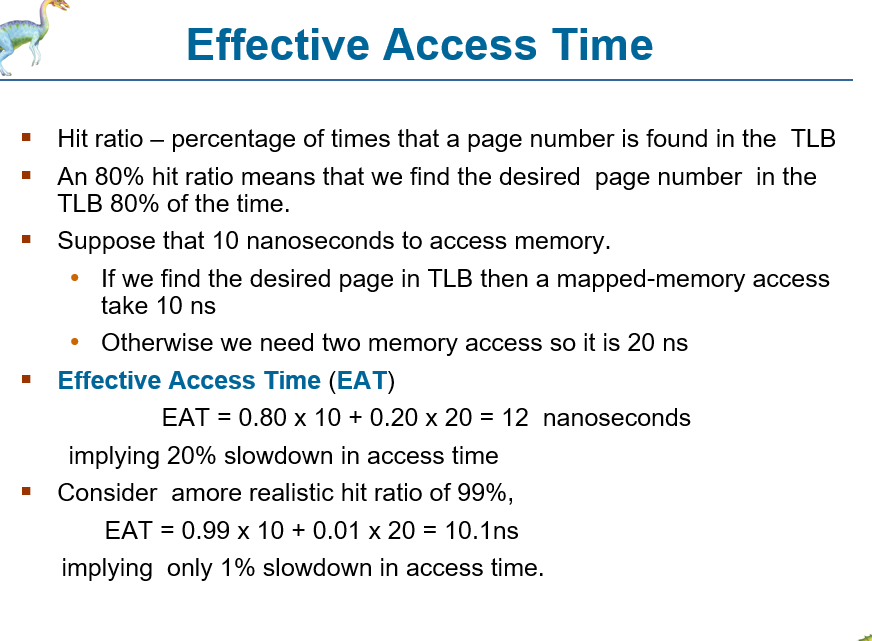 Effective Access Time
Hit ratio – percentage of times that a page number is found in the TLB
An 80% hit ratio means that we find the desired page number in the
TLB 80% of the time.
Suppose that 10 nanoseconds to access memory.
If we find the desired page in TLB then a mapped-memory access
take 10 ns
Otherwise we need two memory access so it is 20 ns
Effective Access Time (EAT)
EAT = 0.80 x 10 + 0.20 x 20 = 12 nanoseconds
implying 20% slowdown in access time
Consider amore realistic hit ratio of 99%,
EAT = 0.99 x 10 + 0.01 x 20 = 10.1ns
implying only 1% slowdown in access time.